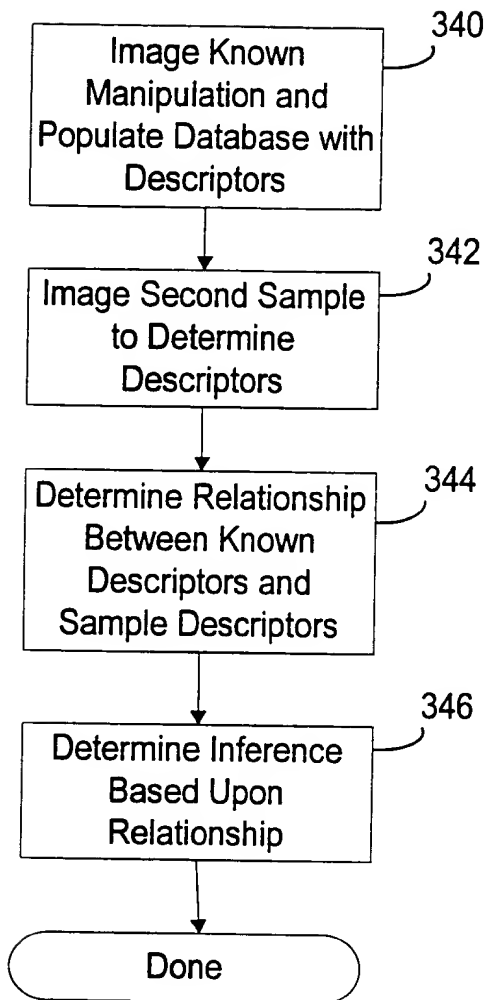 340
Image Known
Manipulation and
Populate Database with
Descriptors
342
Image Second Sample
to Determine
Descriptors
344
Determine Relationship
Between Known
Descriptors and
Sample Descriptors
346
Determine Inference
Based Upon
Relationship
Done